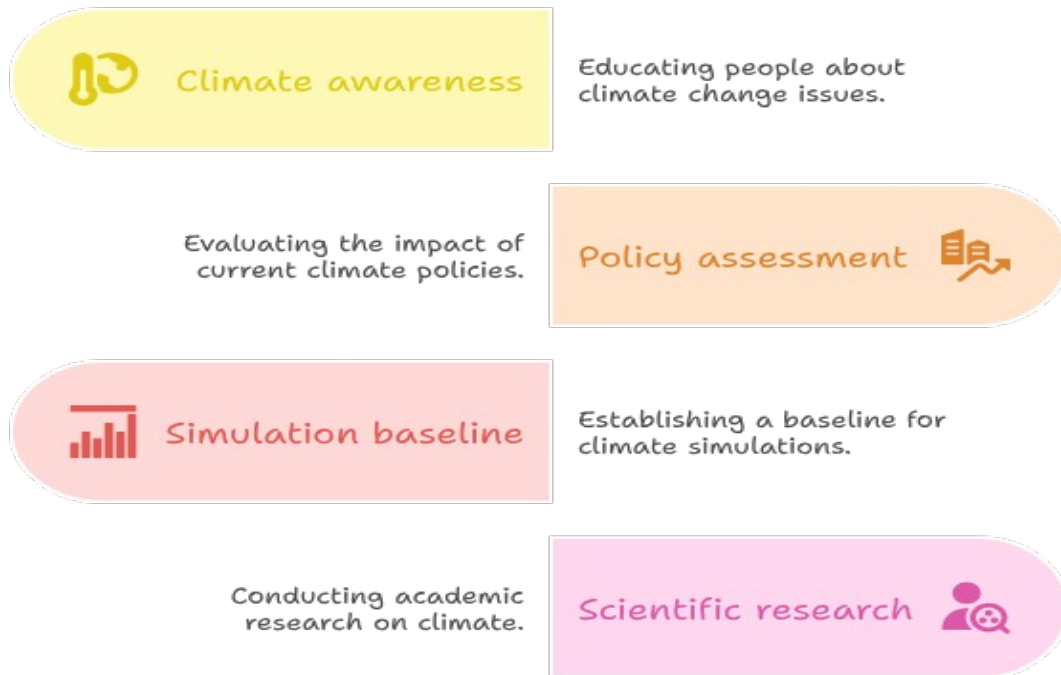 Climate awareness
Educating people about
climate change issues.
Evaluating the impact of
current climate policies.
Policy assessment
Simulation baseline
Establishing a baseline for
climate simulations.
Conducting academic
research on climate.
Scientific research